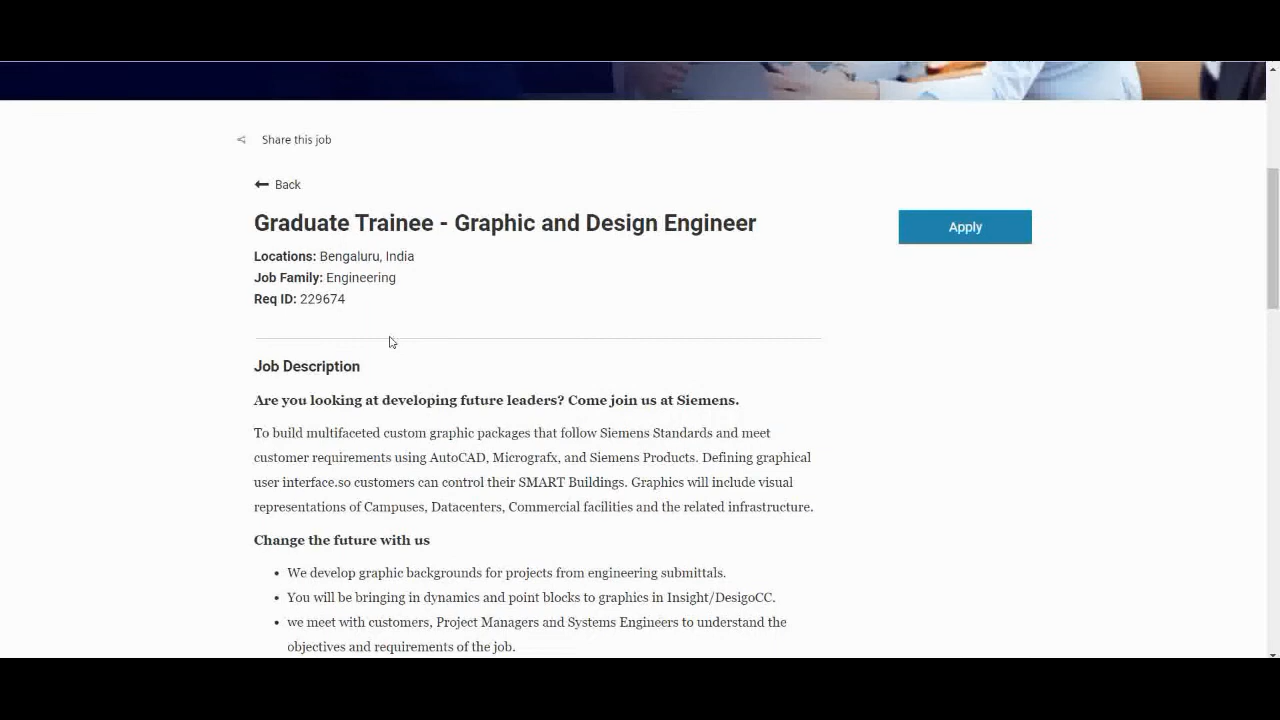 Share this job
Back
Graduate Trainee - Graphic and Design Engineer
Apply
Locations: Bengaluru, India
Job Family: Engineering
Req ID: 229674
Job Description
Are you looking at developing future leaders? Come join us at Siemens.
To build multifaceted custom graphic packages that follow Siemens Standards and meet
customer requirements using AutoCAD, Micrografx, and Siemens Products. Defining graphical
user interface.so customers can control their SMART Buildings. Graphics will include visual
representations of Campuses, Datacenters, Commercial facilities and the related infrastructure.
Change the future with us
• We develop graphic backgrounds for projects from engineering submittals.
• You will be bringing in dynamics and point blocks to graphics in Insight/DesigoCC.
• we meet with customers, Project Managers and Systems Engineers to understand the
objectives and requirements of the job.